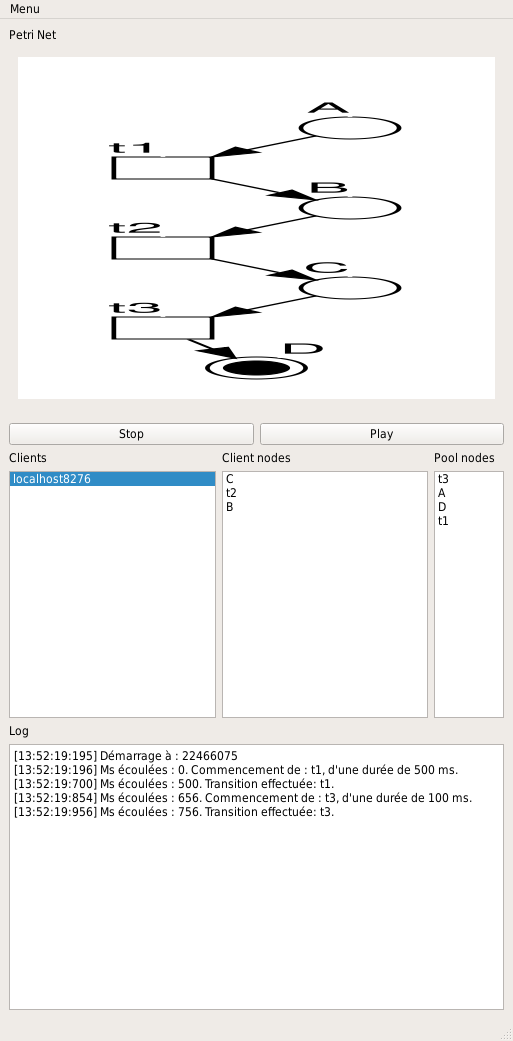 Menu
Petri Net
A
t1
B
t2
C
t3
D
Stop
Play
Clients
Client nodes
Pool nodes
localhost8276
C
t2
B
t3
A
D
t1
Log
[13:52:19:195] Démarrage à : 22466075
[13:52:19:196] Ms écoulées : 0. Commencement de : t1, d'une durée de 500 ms.
[13:52:19:700] Ms écoulées : 500. Transition effectuée: t1.
[13:52:19:854] Ms écoulées : 656. Commencement de : t3, d'une durée de 100 ms.
[13:52:19:956] Ms écoulées : 756. Transition effectuée: t3.